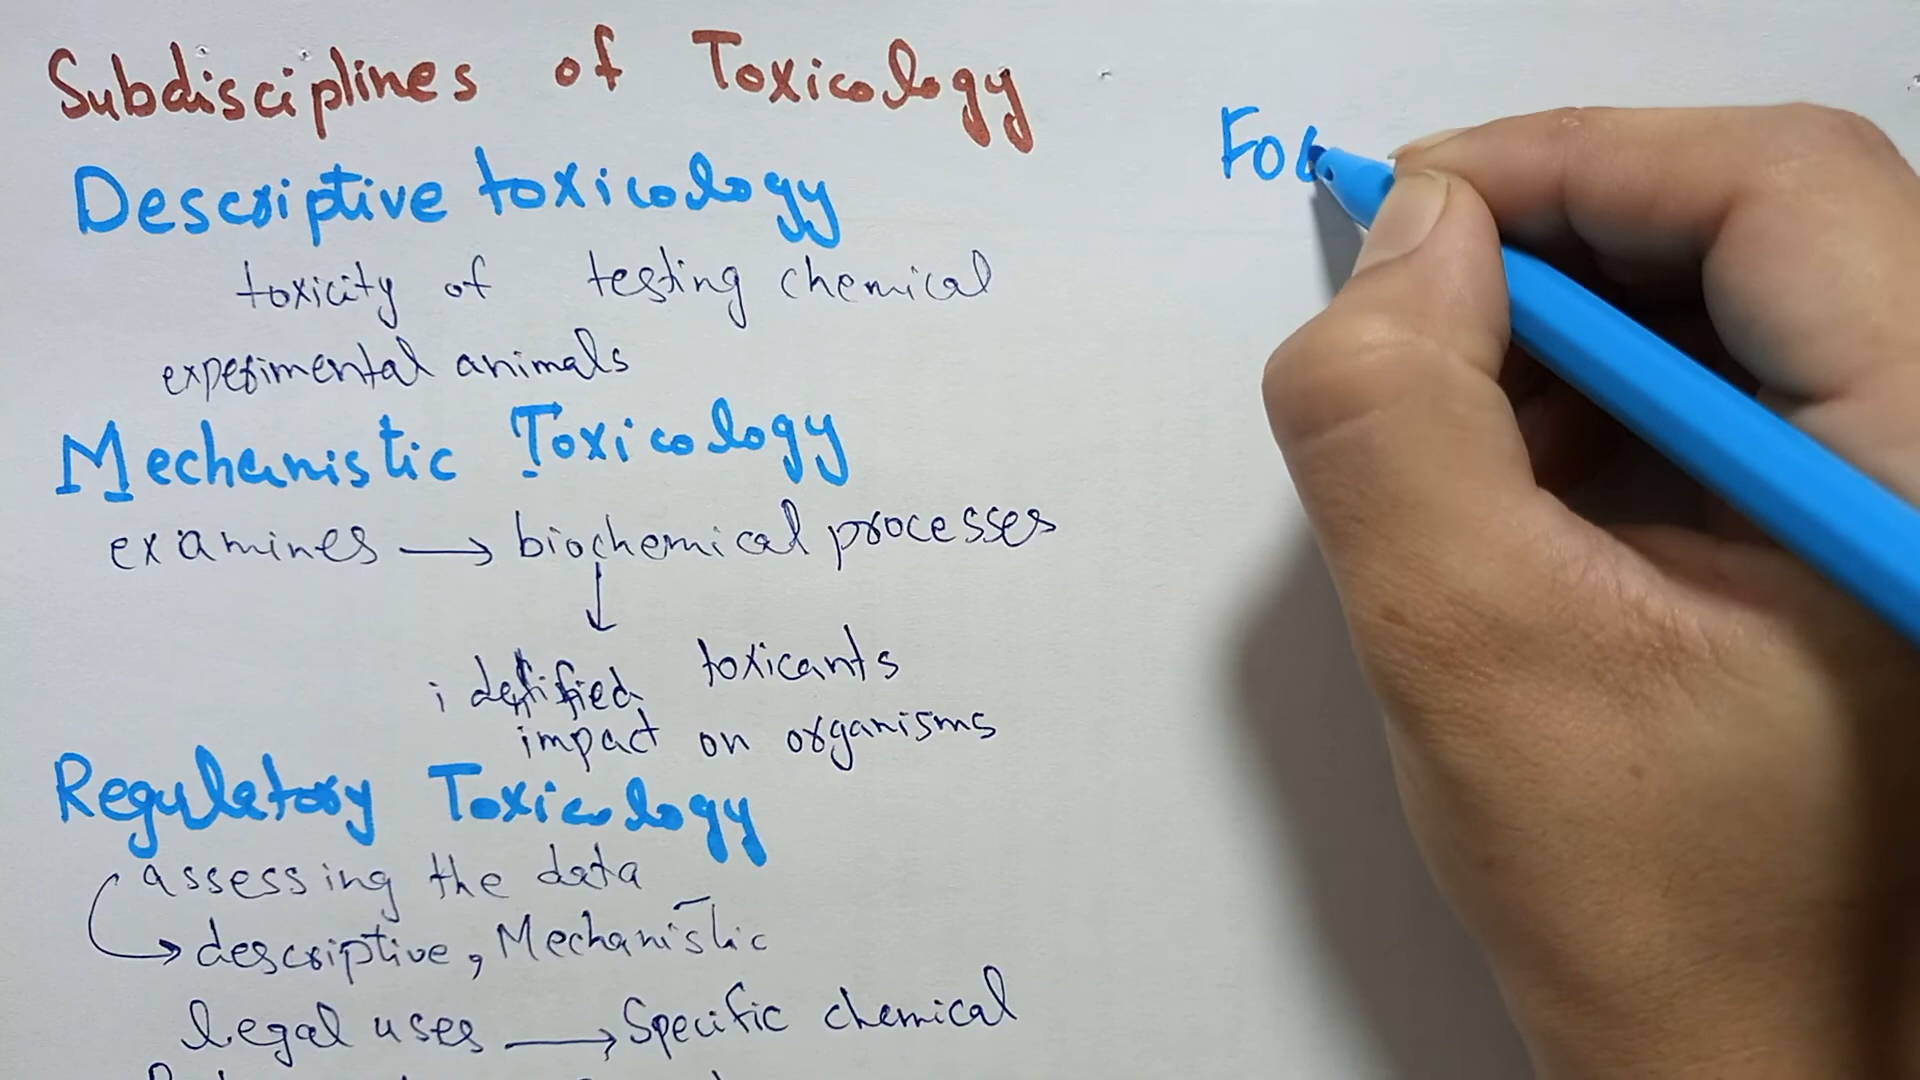 Subdisciplines of Toxicology
Descriptive toxicology
toxicity of testing chemical
experimental animals
Mechanistic Toxicology
examines → biochemical processes
↓
identified toxicants
impact on organisms
Regulatory Toxicology
assessing the data
→ descriptive, Mechanistic
legal uses → Specific chemical
Fo